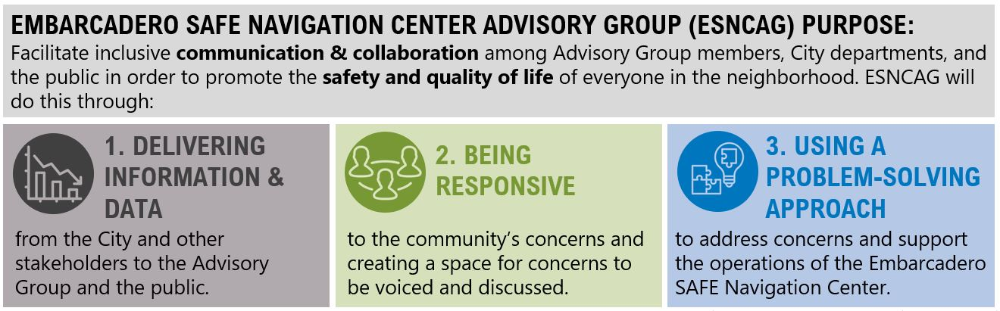 EMBARCADERO SAFE NAVIGATION CENTER ADVISORY GROUP (ESNCAG) PURPOSE:
Facilitate inclusive communication & collaboration among Advisory Group members, City departments, and
the public in order to promote the safety and quality of life of everyone in the neighborhood. ESNCAG will
do this through:
1. DELIVERING
INFORMATION &
DATA
from the City and other
stakeholders to the Advisory
Group and the public.
2. BEING
RESPONSIVE
to the community’s concerns and
creating a space for concerns to
be voiced and discussed.
3. USING A
PROBLEM-SOLVING
APPROACH
to address concerns and support
the operations of the Embarcadero
SAFE Navigation Center.